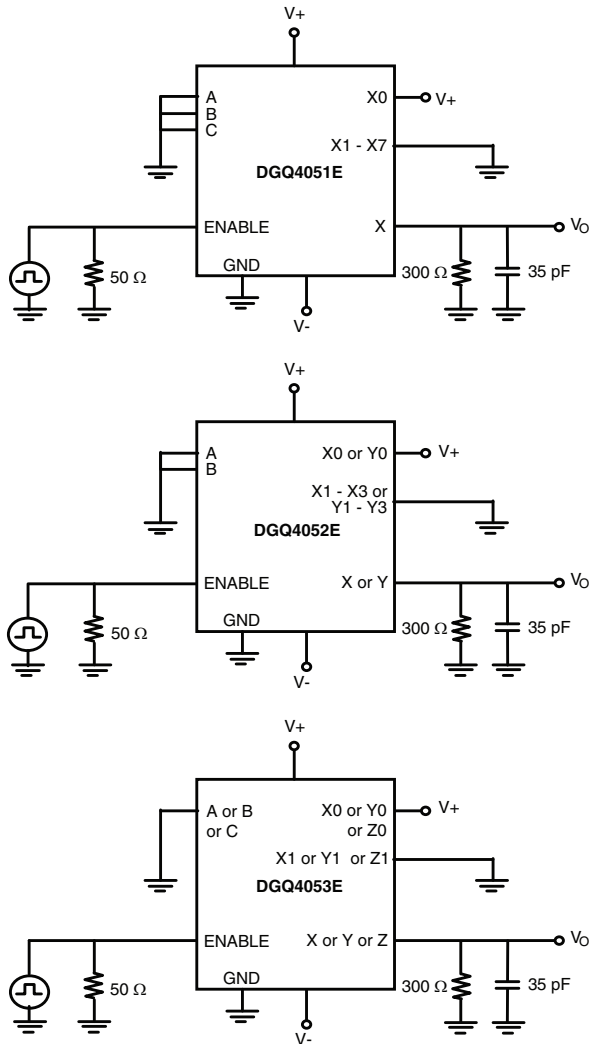 V+
A
X0
V+
B
C
X1 - X7
DGQ4051E
ENABLE
X
VO
50 Ω
GND
300 Ω
35 pF
V-
V+
A
X0 or Y0
V+
B
X1 - X3 or
Y1 - Y3
DGQ4052E
ENABLE
X or Y
VO
50 Ω
GND
300 Ω
35 pF
V-
V+
A or B
or C
X0 or Y0
or Z0
V+
X1 or Y1 or Z1
DGQ4053E
ENABLE
X or Y or Z
VO
50 Ω
GND
300 Ω
35 pF
V-